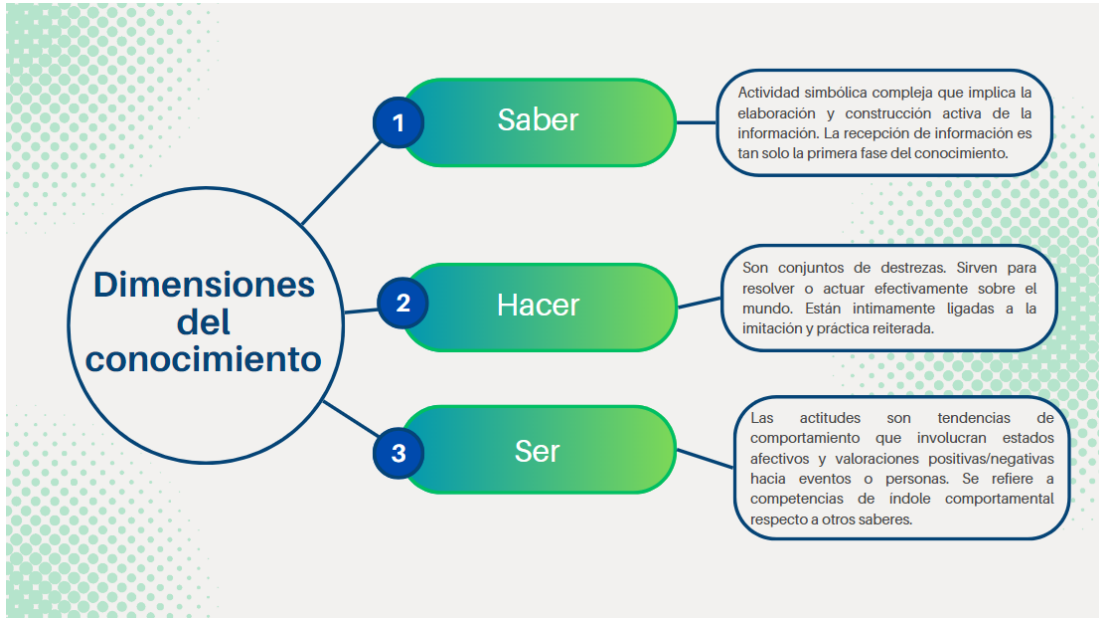 Dimensiones
del
conocimiento
1
Saber
Actividad simbólica compleja que implica la
elaboración y construcción activa de la
información. La recepción de información es
tan solo la primera fase del conocimiento.
2
Hacer
Son conjuntos de destrezas. Sirven para
resolver o actuar efectivamente sobre el
mundo. Están intimamente ligadas a la
imitación y práctica reiterada.
3
Ser
Las actitudes son tendencias de
comportamiento que involucran estados
afectivos y valoraciones positivas/negativas
hacia eventos o personas. Se refiere a
competencias de índole comportamental
respecto a otros saberes.